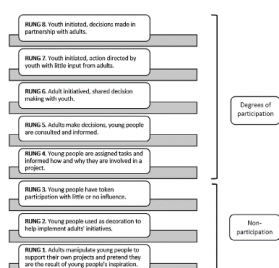 RUNG 8. Youth initiated, decisions made in
partnership with adults.
RUNG 7. Youth initiated, action directed by
youth with little input from adults.
RUNG 6. Adult initiatived, shared decision
making with youth.
RUNG 5. Adults make decisions, young people
are consulted and informed.
RUNG 4. Young people are assigned tasks and
informed how and why they are involved in a
project.
Degrees of
participation
RUNG 3. Young people have token
participation with little or no influence.
RUNG 2. Young people used as decoration to
help implement adults' initiatives.
RUNG 1. Adults manipulate young people to
support their own projects and pretend they
are the result of young people's inspiration.
Non-
participation